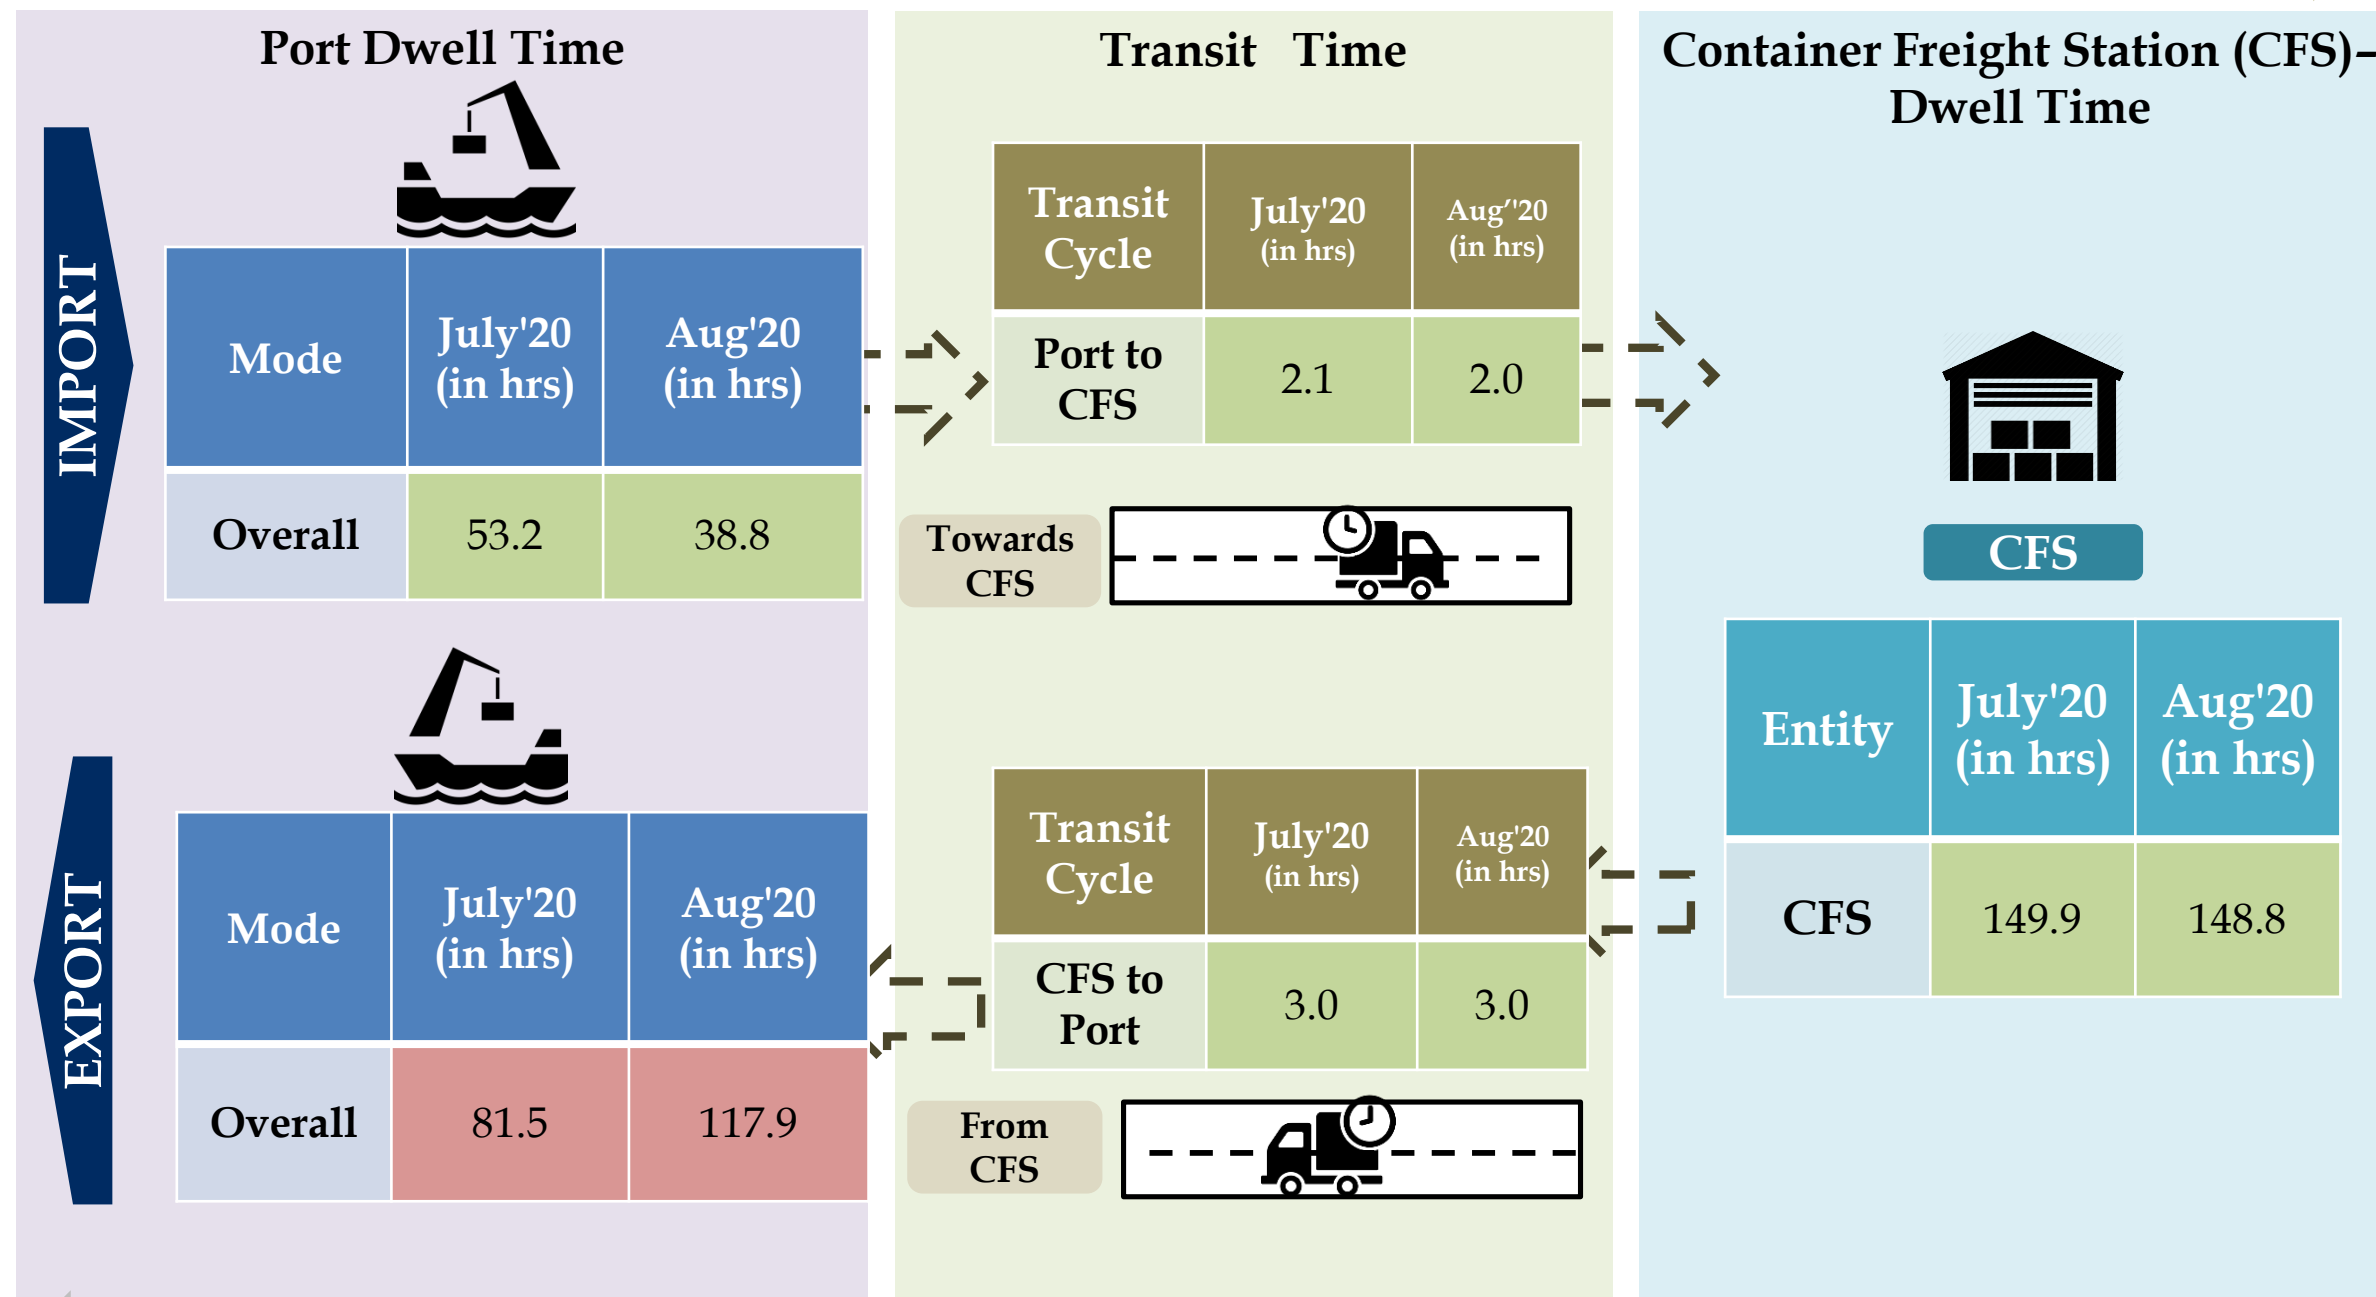 Port Dwell Time
IMPORT
Mode
July'20
(in hrs)
Aug'20
(in hrs)
Overall
53.2
38.8
EXPORT
Mode
July'20
(in hrs)
Aug'20
(in hrs)
Overall
81.5
117.9
Transit Time
Transit
Cycle
July'20
(in hrs)
Aug''20
(in hrs)
Port to
CFS
2.1
2.0
Towards
CFS
Transit
Cycle
July'20
(in hrs)
Aug'20
(in hrs)
CFS to
Port
3.0
3.0
From
CFS
Container Freight Station (CFS)–
Dwell Time
CFS
Entity
July'20
(in hrs)
Aug'20
(in hrs)
CFS
149.9
148.8